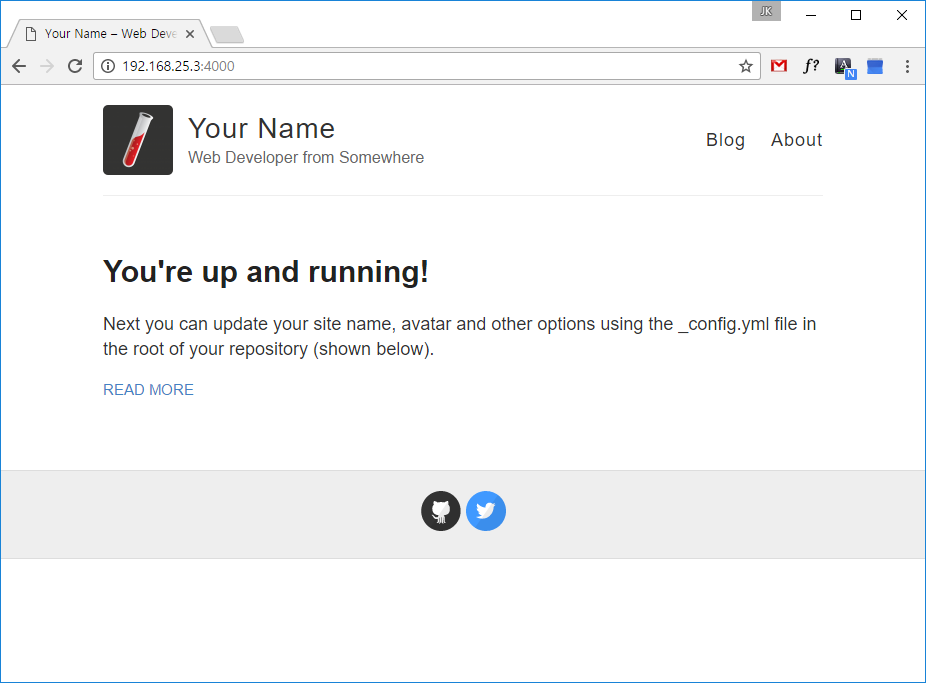 JK
Your Name – Web Deve
192.168.25.3:4000
f?
A
N
Your Name
Web Developer from Somewhere
Blog
About
You're up and running!
Next you can update your site name, avatar and other options using the _config.yml file in
the root of your repository (shown below).
READ MORE